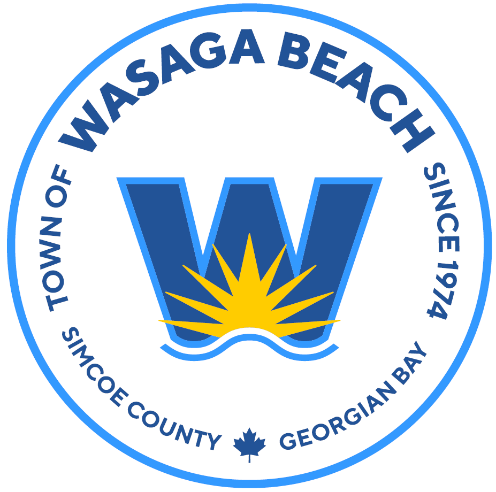 TOWN OF WASAGA BEACH SINCE 1974
W
SIMCOE COUNTY GEORGIAN BAY